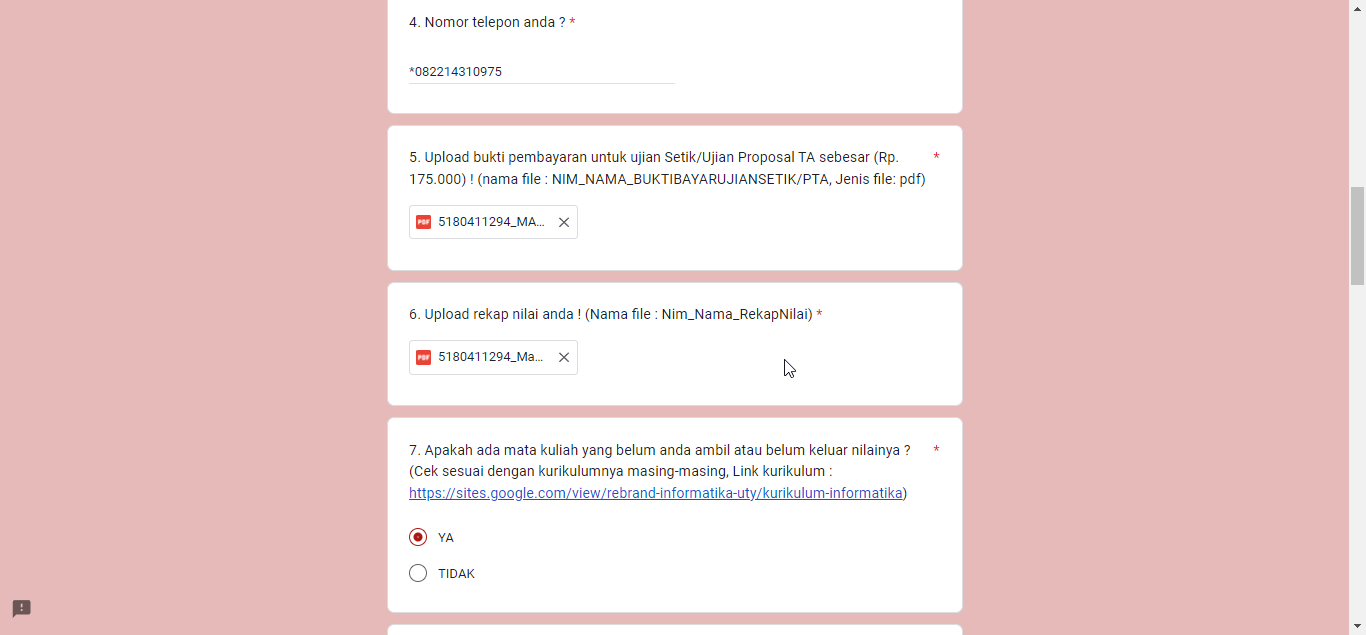 4. Nomor telepon anda ? *
*082214310975
5. Upload bukti pembayaran untuk ujian Setik/Ujian Proposal TA sebesar (Rp. *
175.000) ! (nama file : NIM_NAMA_BUKTIBAYARUJIANSETIK/PTA, Jenis file: pdf)
PDF 5180411294_MA...
6. Upload rekap nilai anda ! (Nama file : Nim_Nama_RekapNilai) *
PDF 5180411294_Ma...
7. Apakah ada mata kuliah yang belum anda ambil atau belum keluar nilainya ? *
(Cek sesuai dengan kurikulumnya masing-masing, Link kurikulum :
https://sites.google.com/view/rebrand-informatika-uty/kurikulum-informatika)
YA
TIDAK